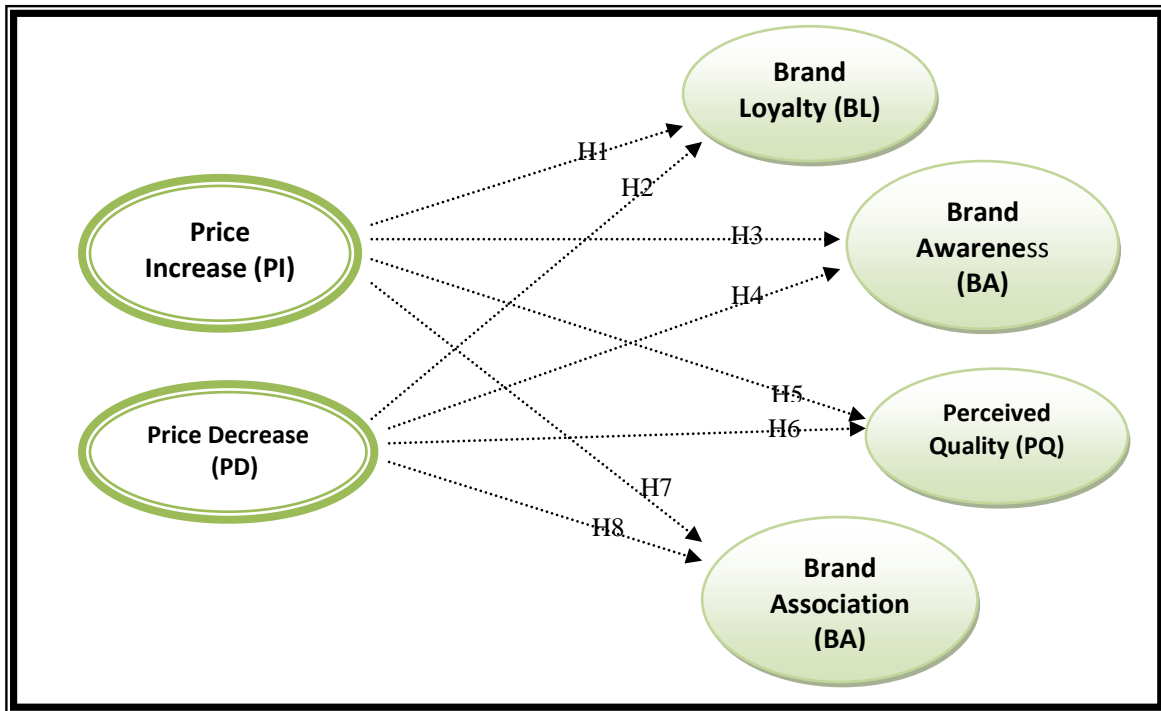 Brand
Loyalty (BL)
H1
H2
Price
Increase (PI)
Brand
Awareness
(BA)
H3
H4
Price Decrease
(PD)
H5
H6
Perceived
Quality (PQ)
H7
H8
Brand
Association
(BA)